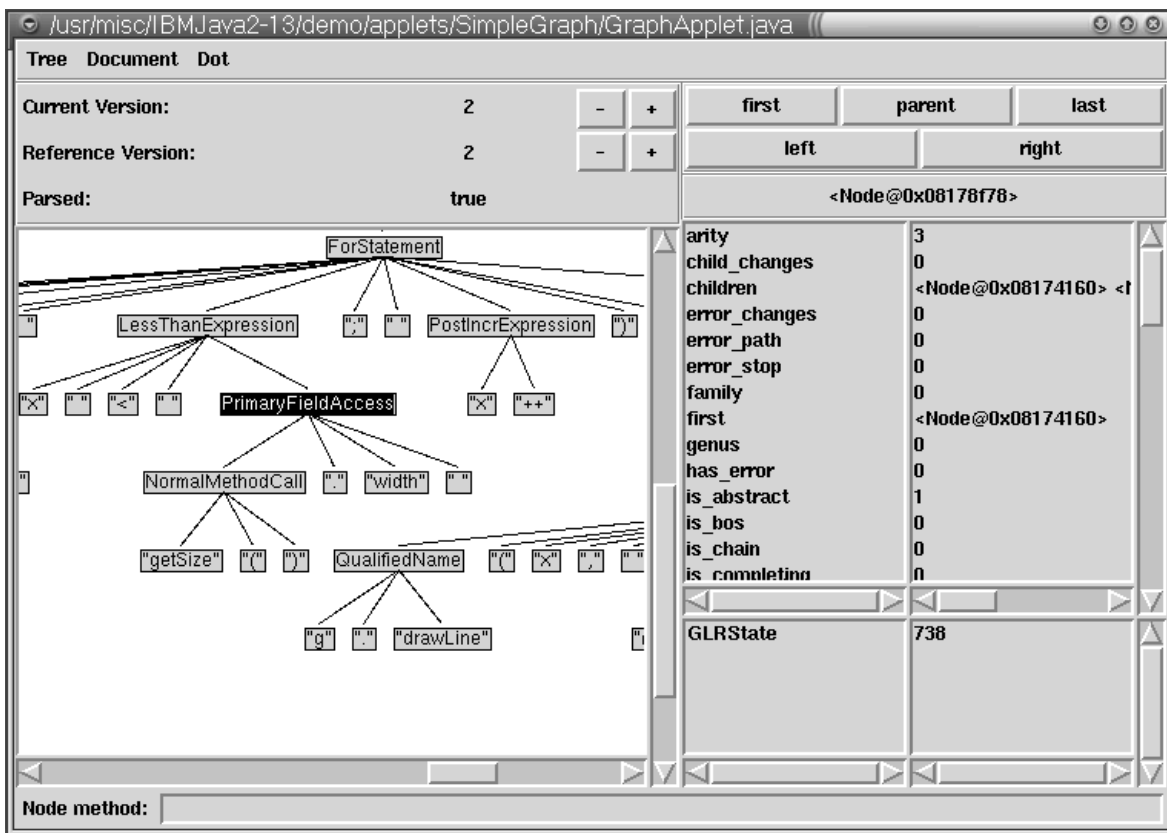 /usr/misc/IBMJava2-13/demo/applets/SimpleGraph/GraphApplet.java
Tree Document Dot
Current Version: 2 - +
Reference Version: 2 - +
Parsed: true
first parent last
left right
<Node@0x08178f78>
ForStatement
" LessThanExpression ";" " " PostIncrExpression ")"
"x" " " "<" " " PrimaryFieldAccess "x" "++"
" NormalMethodCall "." "width" " "
"getSize" "(" ")" QualifiedName "(" "x" "," " "
"g" "." "drawLine"
arity 3
child_changes 0
children <Node@0x08174160>
error_changes 0
error_path 0
error_stop 0
family 0
first <Node@0x08174160>
genus 0
has_error 0
is_abstract 1
is_bos 0
is_chain 0
is_completing 0
GLRState 738
Node method: